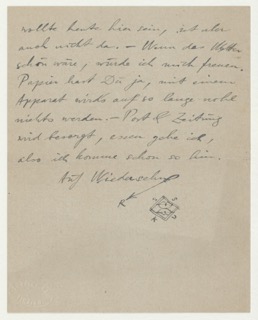 wollte heute hier sein, ist aber
auch nicht da. – Wenn das Wetter
schön wäre, würde ich mich freuen.
Papier hast Du ja, mit einem
Apparat wirds auf so lange wohl
nichts werden. – Post & Zeitung
wird besorgt, essen gehe ich,
also ich komme schon so hin.
Auf Wiedersehn
K